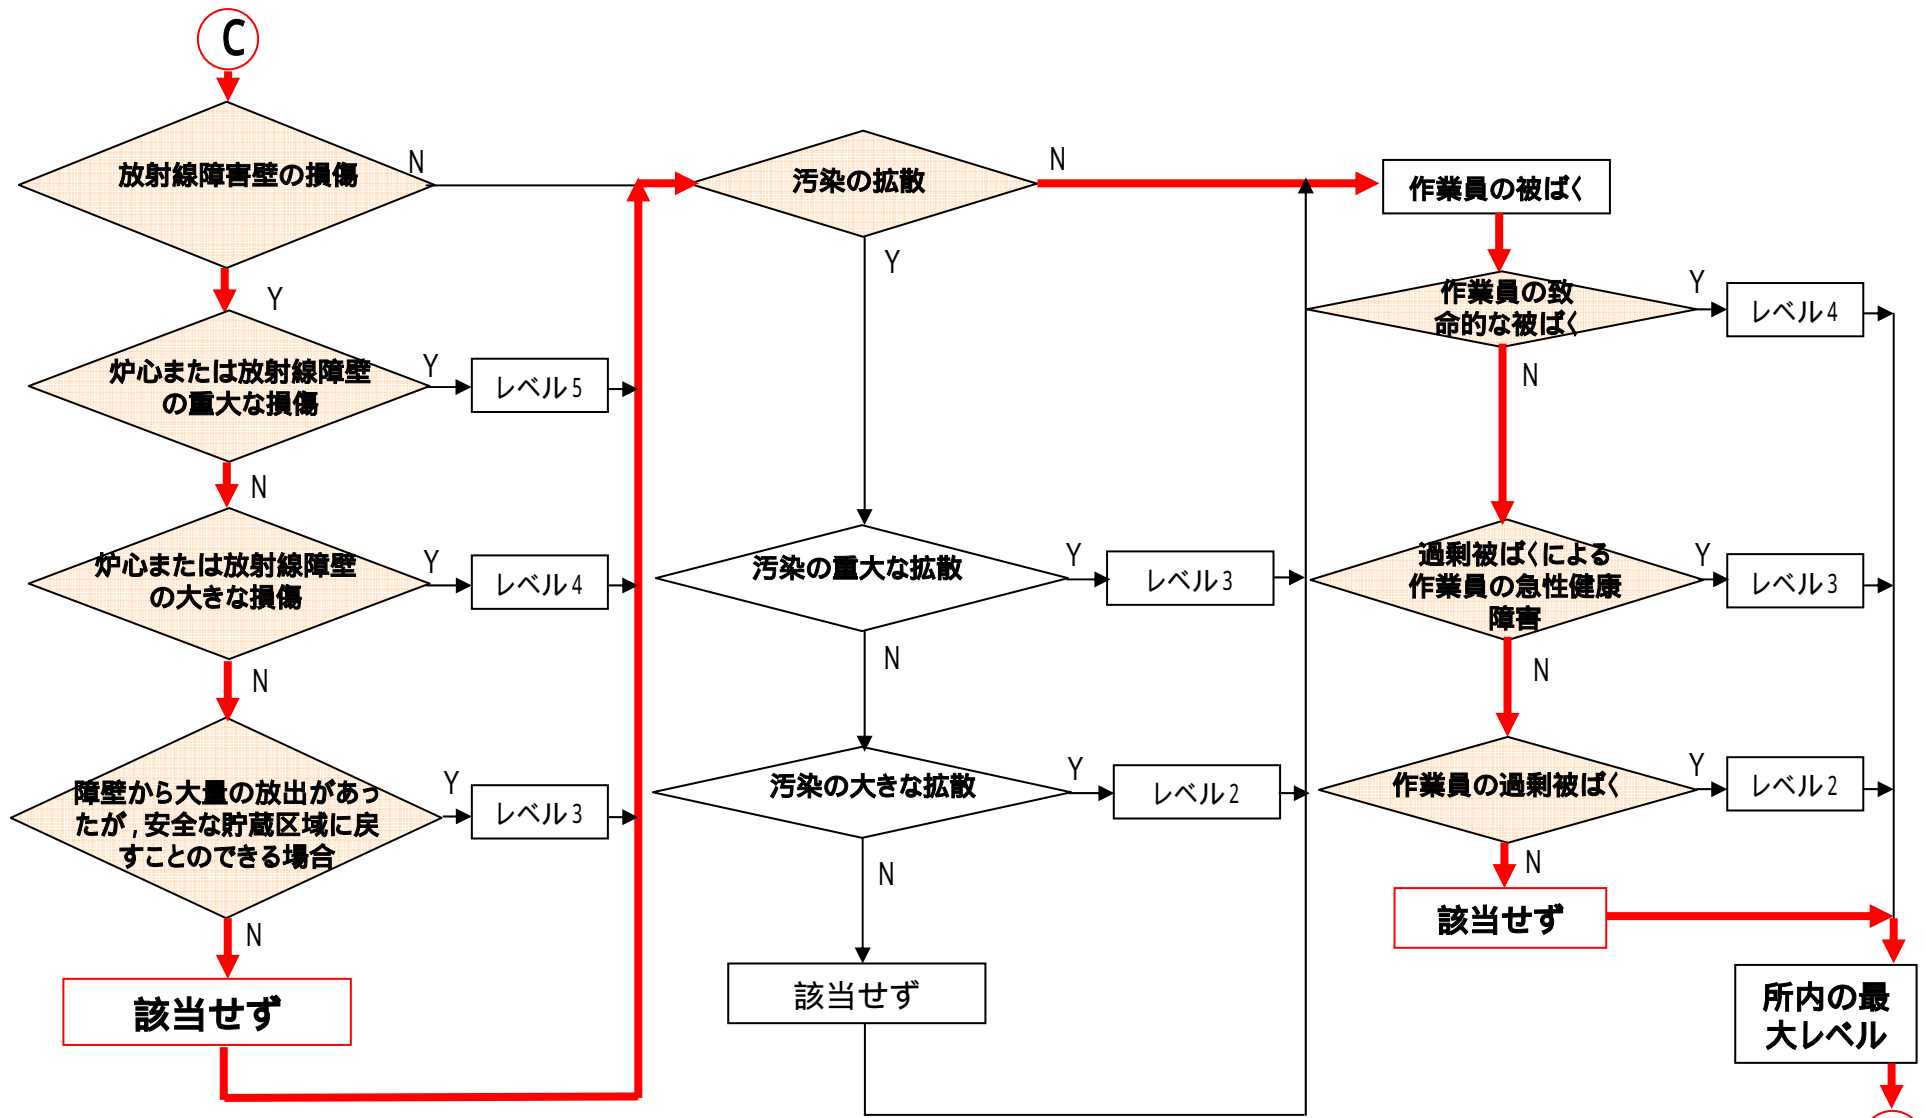 C
放射線障害壁の損傷
N
Y
炉心または放射線障壁
の重大な損傷
Y
レベル5
N
炉心または放射線障壁
の大きな損傷
Y
レベル4
N
障壁から大量の放出があっ
たが,安全な貯蔵区域に戻
すことのできる場合
Y
レベル3
N
該当せず
汚染の拡散
N
Y
汚染の重大な拡散
Y
レベル3
N
汚染の大きな拡散
Y
レベル2
N
該当せず
作業員の被ばく
作業員の致
命的な被ばく
Y
レベル4
N
過剰被ばくによる
作業員の急性健康
障害
Y
レベル3
N
作業員の過剰被ばく
Y
レベル2
N
該当せず
所内の最
大レベル